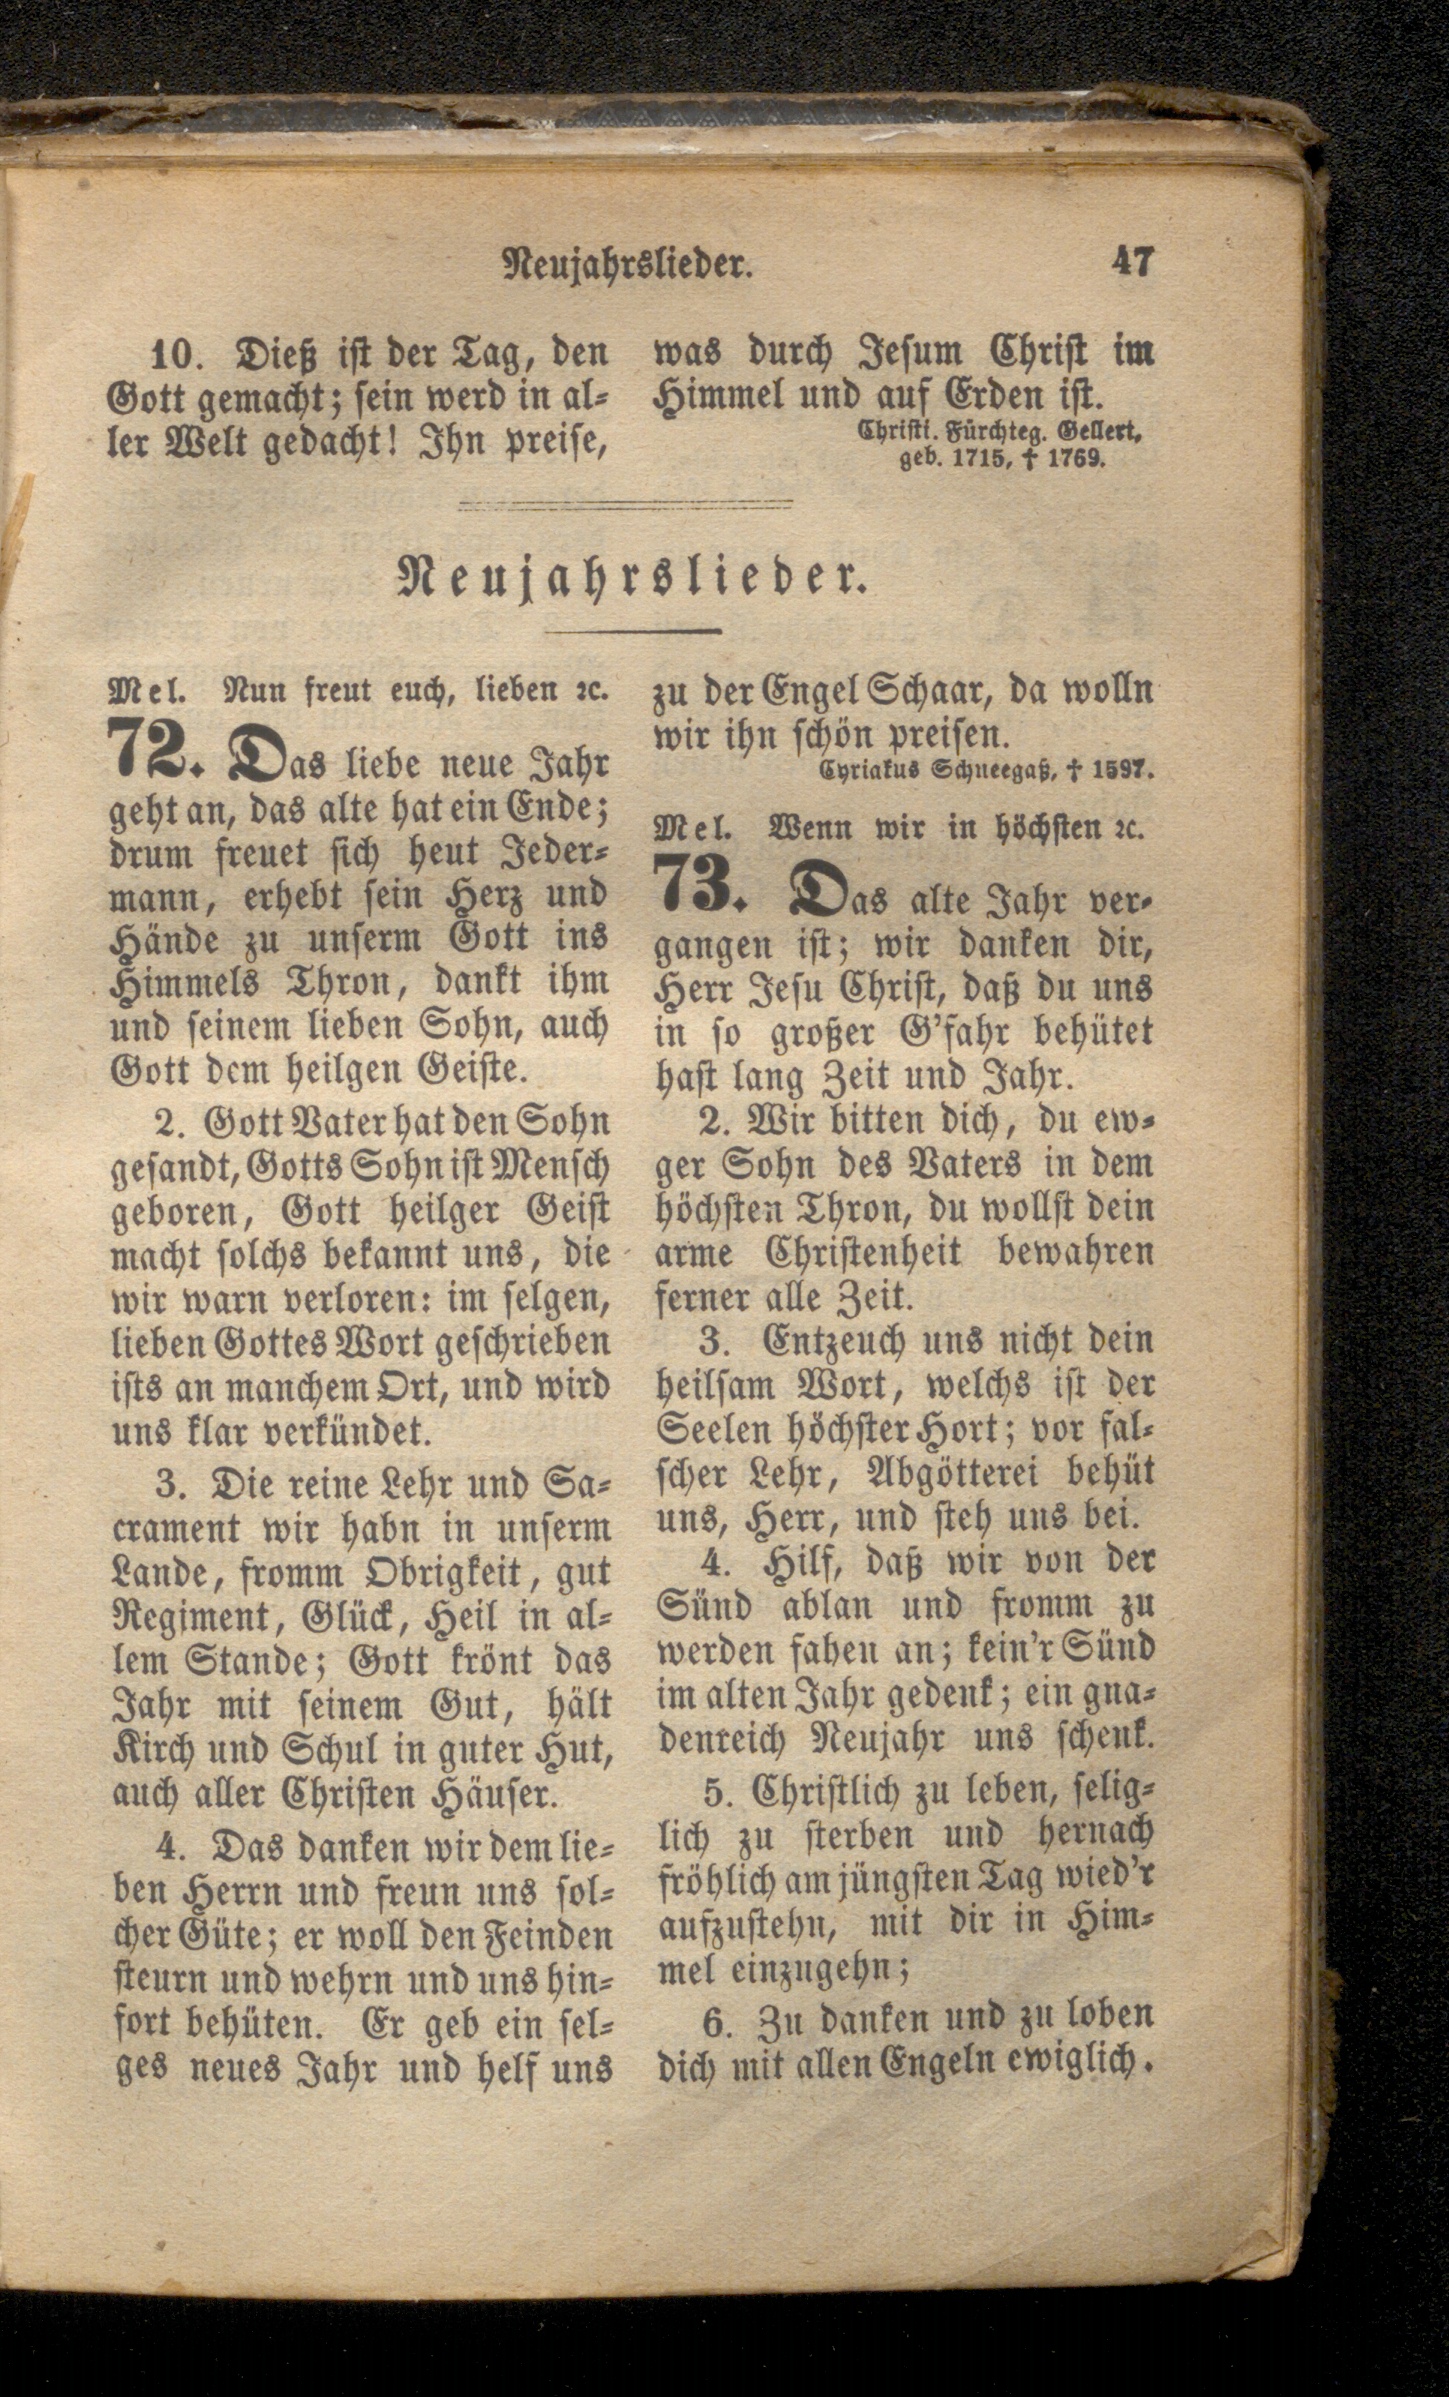 Neujahrslieder. 47
10. Dieß ist der Tag, den
Gott gemacht; sein werd in al-
ler Welt gedacht! Ihn preise,
was durch Jesum Christ im
Himmel und auf Erden ist.
Christi. Fürchteg. Gellert,
geb. 1715, † 1769.
Neujahrslieder.
Mel. Nun freut euch, lieben ꝛc.
72. Das liebe neue Jahr
geht an, das alte hat ein Ende;
drum freuet sich heut Jeder-
mann, erhebt sein Herz und
Hände zu unserm Gott ins
Himmels Thron, dankt ihm
und seinem lieben Sohn, auch
Gott dem heilgen Geiste.
2. Gott Vater hat den Sohn
gesandt, Gotts Sohn ist Mensch
geboren, Gott heilger Geist
macht solchs bekannt uns, die
wir warn verloren: im selgen,
lieben Gottes Wort geschrieben
ists an manchem Ort, und wird
uns klar verkündet.
3. Die reine Lehr und Sa-
crament wir habn in unserm
Lande, fromm Obrigkeit, gut
Regiment, Glück, Heil in al-
lem Stande; Gott krönt das
Jahr mit seinem Gut, hält
Kirch und Schul in guter Hut,
auch aller Christen Häuser.
4. Das danken wir dem lie-
ben Herrn und freun uns sol-
cher Güte; er woll den Feinden
steurn und wehrn und uns hin-
fort behüten. Er geb ein sel-
ges neues Jahr und helf uns
zu der Engel Schaar, da wolln
wir ihn schön preisen.
Cyriakus Schneegaß, † 1597.
Mel. Wenn wir in höchsten ꝛc.
73. Das alte Jahr ver-
gangen ist; wir danken dir,
Herr Jesu Christ, daß du uns
in so großer G'fahr behütet
hast lang Zeit und Jahr.
2. Wir bitten dich, du ew-
ger Sohn des Vaters in dem
höchsten Thron, du wollst dein
arme Christenheit bewahren
ferner alle Zeit.
3. Entzeuch uns nicht dein
heilsam Wort, welchs ist der
Seelen höchster Hort; vor fal-
scher Lehr, Abgötterei behüt
uns, Herr, und steh uns bei.
4. Hilf, daß wir von der
Sünd ablan und fromm zu
werden fahen an; kein'r Sünd
im alten Jahr gedenk; ein gna-
denreich Neujahr uns schenk.
5. Christlich zu leben, selig-
lich zu sterben und hernach
fröhlich am jüngsten Tag wied'r
aufzustehn, mit dir in Him-
mel einzugehn;
6. Zu danken und zu loben
dich mit allen Engeln ewiglich.